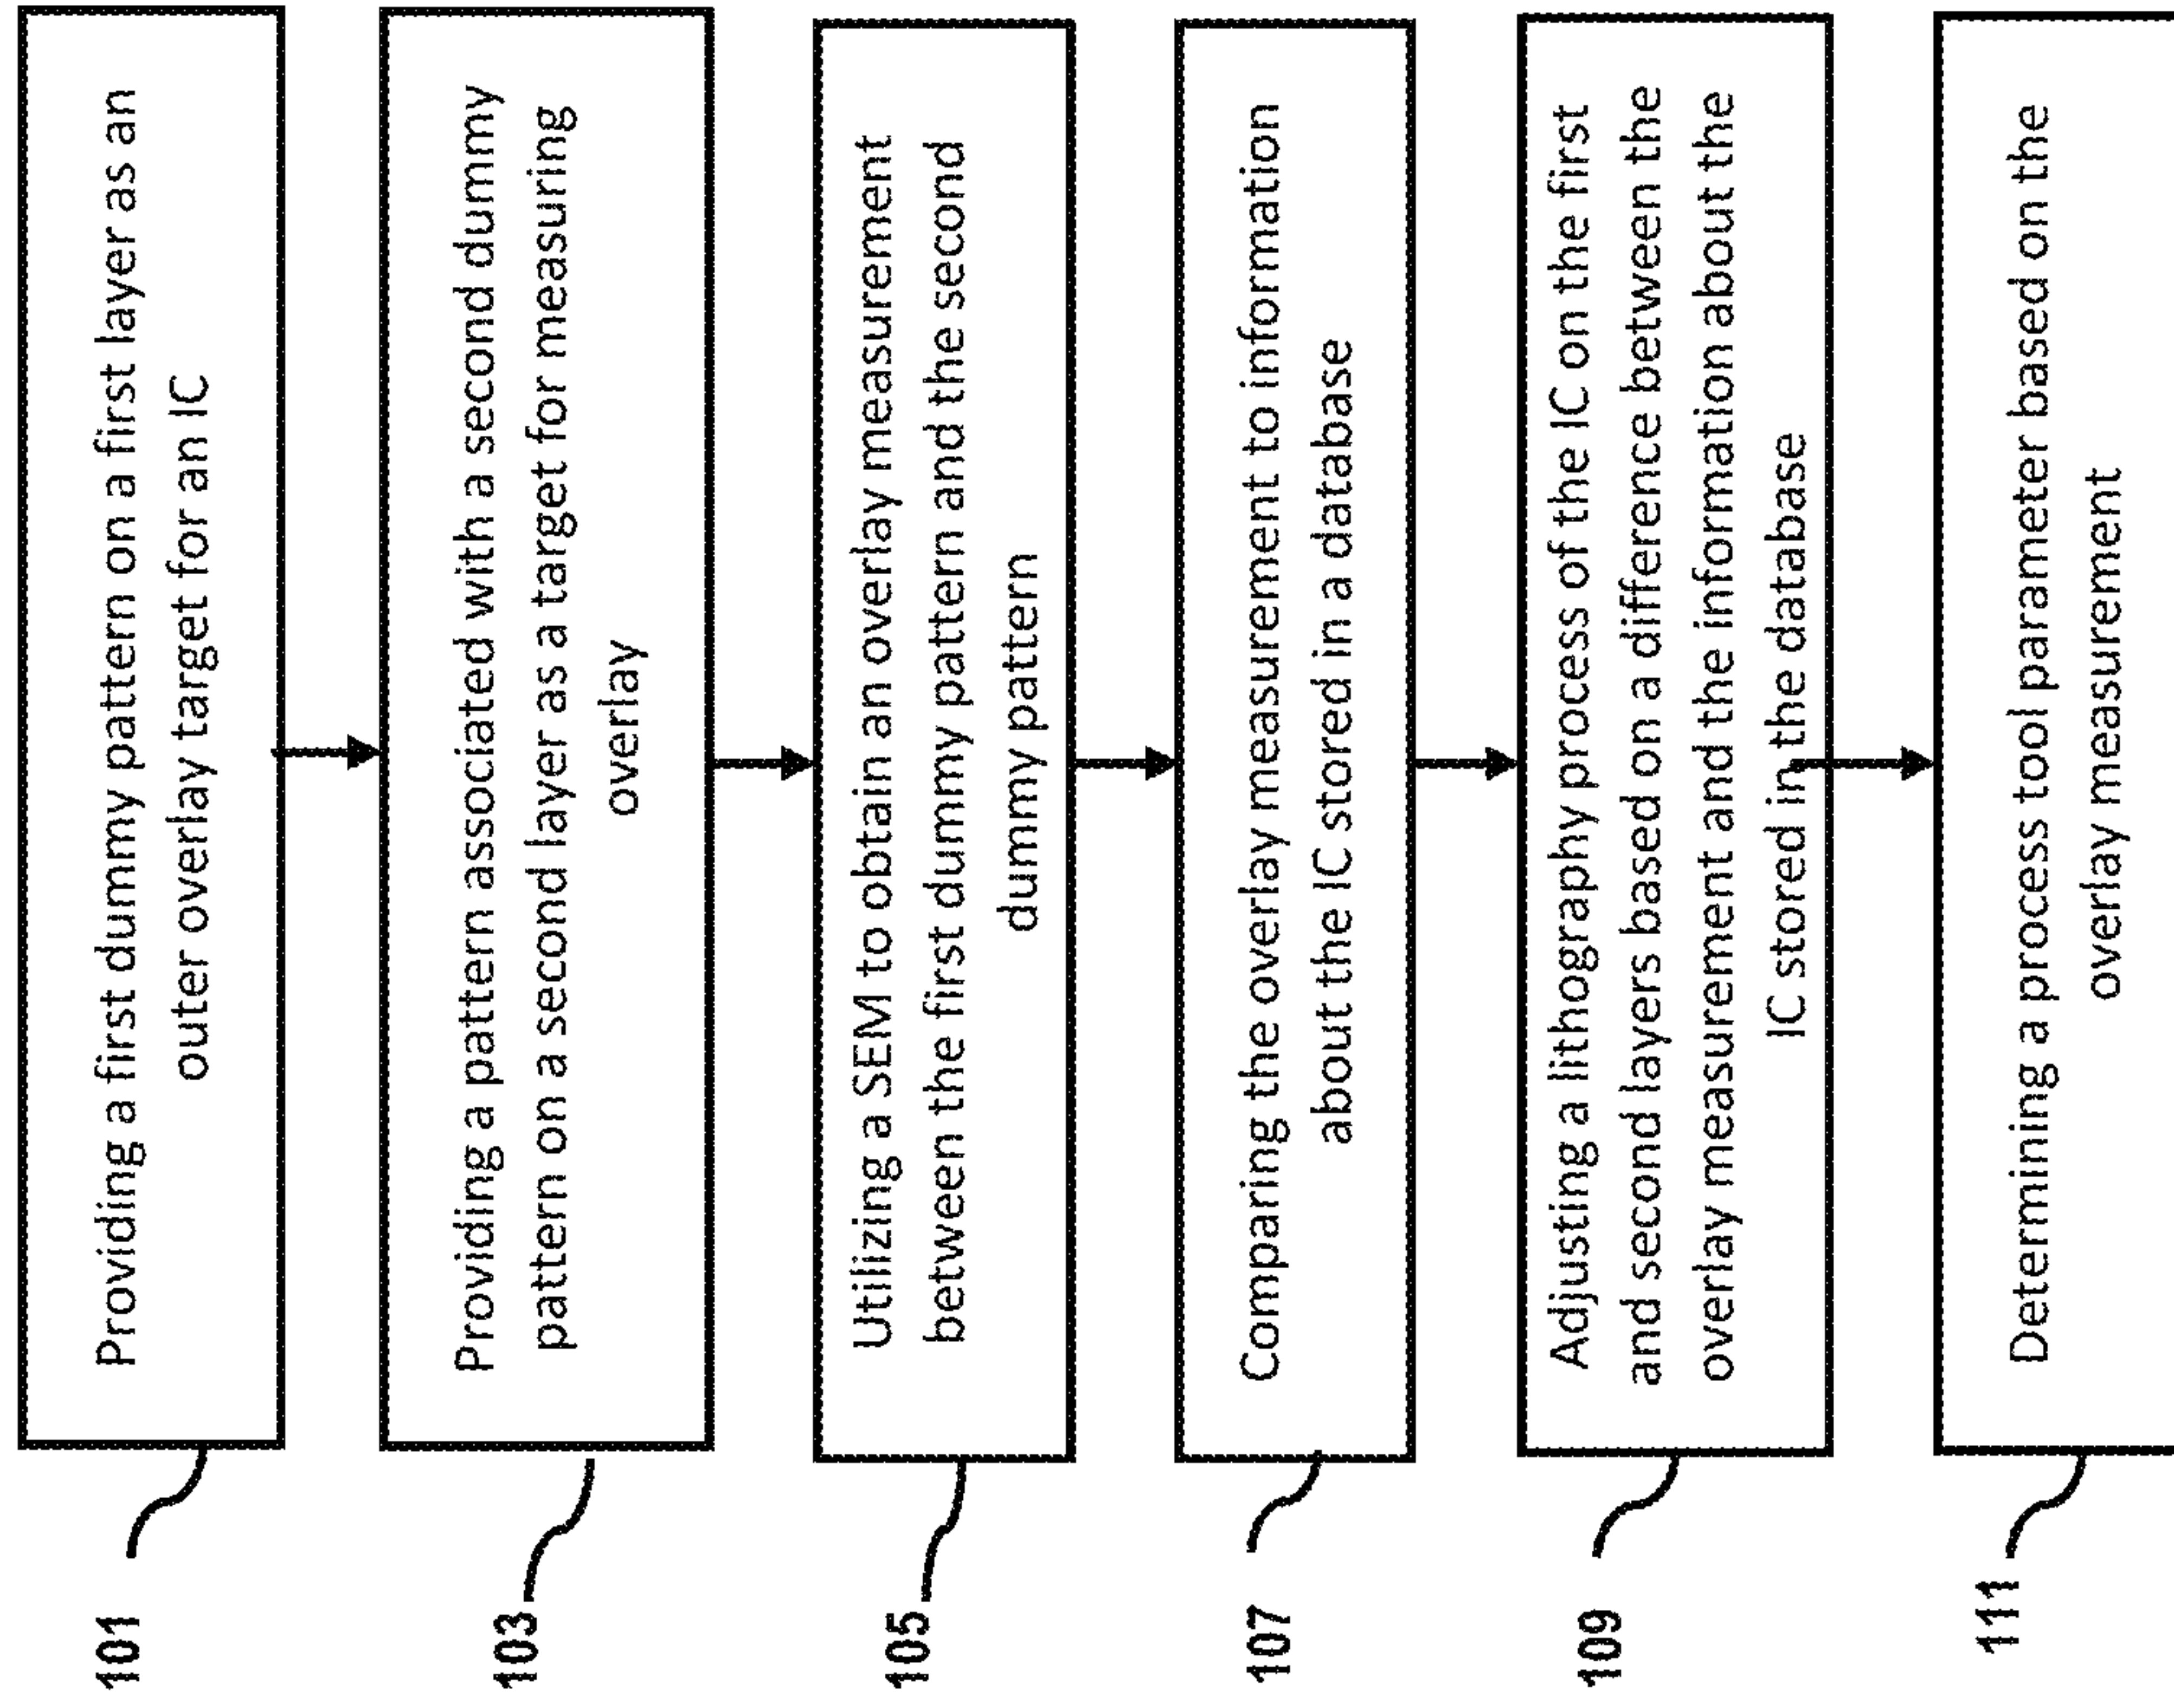 101
Providing a first dummy pattern on a first layer as an
outer overlay target for an IC
103
Providing a pattern associated with a second dummy
pattern on a second layer as a target for measuring
overlay
105
Utilizing a SEM to obtain an overlay measurement
between the first dummy pattern and the second
dummy pattern
107
Comparing the overlay measurement to information
about the IC stored in a database
109
Adjusting a lithography process of the IC on the first
and second layers based on a difference between the
overlay measurement and the information about the
IC stored in the database
111
Determining a process tool parameter based on the
overlay measurement